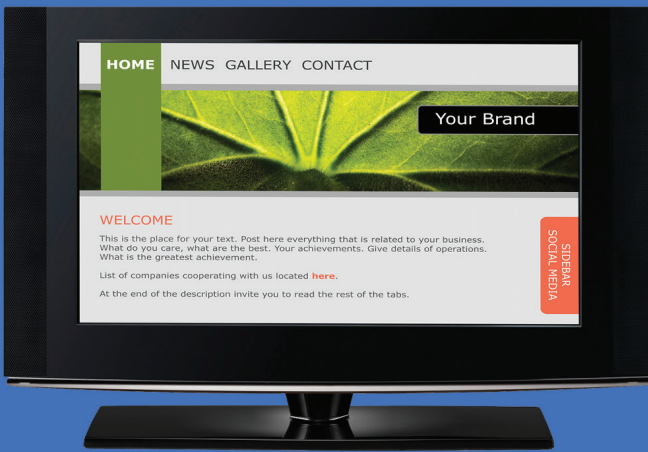 HOME NEWS GALLERY CONTACT
Your Brand
WELCOME
This is the place for your text. Post here everything that is related to your business.
What do you care, what are the best. Your achievements. Give details of operations.
What is the greatest achievement.
List of companies cooperating with us located here.
At the end of the description invite you to read the rest of the tabs.
SIDEBAR
SOCIAL MEDIA